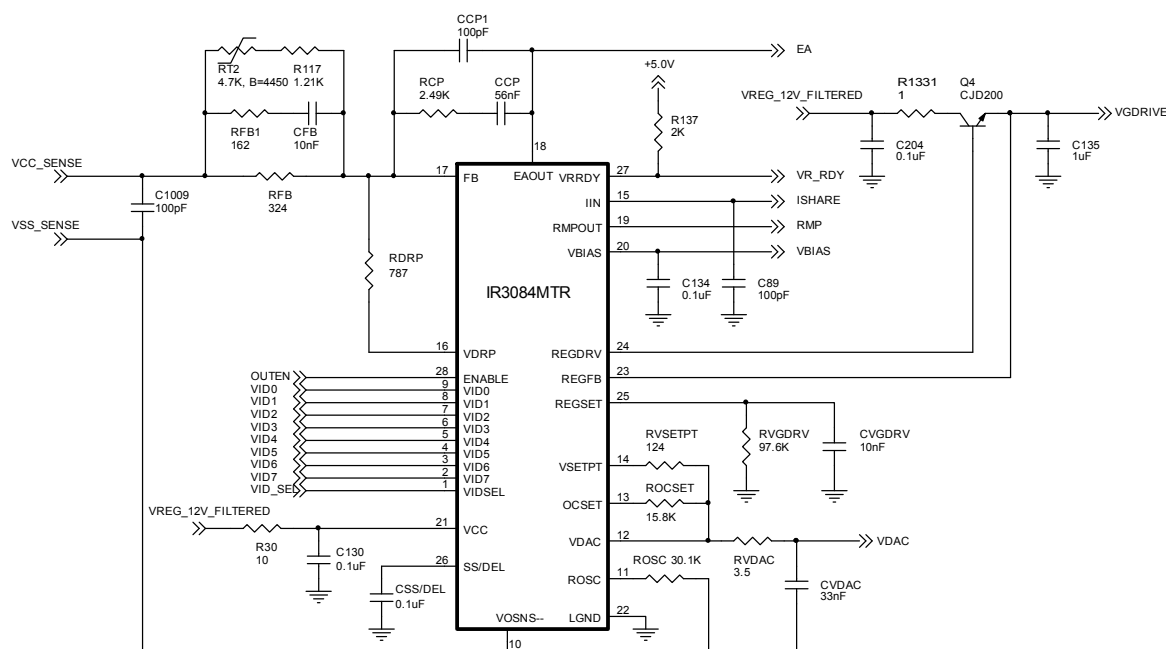 CCP1
100pF
EA
RT2
4.7K, B=4450
R117
1.21K
RCP
2.49K
CCP
56nF
+5.0V
R137
2K
VREG_12V_FILTERED
R1331
1
Q4
CJD200
VGDRIVE
C204
0.1uF
C135
1uF
RFB1
162
CFB
10nF
VCC_SENSE
RFB
324
C1009
100pF
VSS_SENSE
RDRP
787
18
EAOUT
17
FB
VRRDY
27
VR_RDY
IIN
15
ISHARE
RMPOUT
19
RMP
VBIAS
20
VBIAS
C134
0.1uF
C89
100pF
IR3084MTR
16
VDRP
REGDRV
24
REGFB
23
REGSET
25
OUTEN
28
ENABLE
VID0
9
VID0
VID1
8
VID1
VID2
7
VID2
VID3
6
VID3
VID4
5
VID4
VID5
4
VID5
VID6
3
VID6
VID7
2
VID7
VID_SEL
1
VIDSEL
RVGDRV
97.6K
CVGDRV
10nF
RVSETPT
124
VSETPT
14
ROCSET
15.8K
OCSET
13
VREG_12V_FILTERED
R30
10
21
VCC
C130
0.1uF
VDAC
12
RVDAC
3.5
VDAC
CVDAC
33nF
26
SS/DEL
CSS/DEL
0.1uF
ROSC
11
ROSC 30.1K
VOSNS--
10
LGND
22